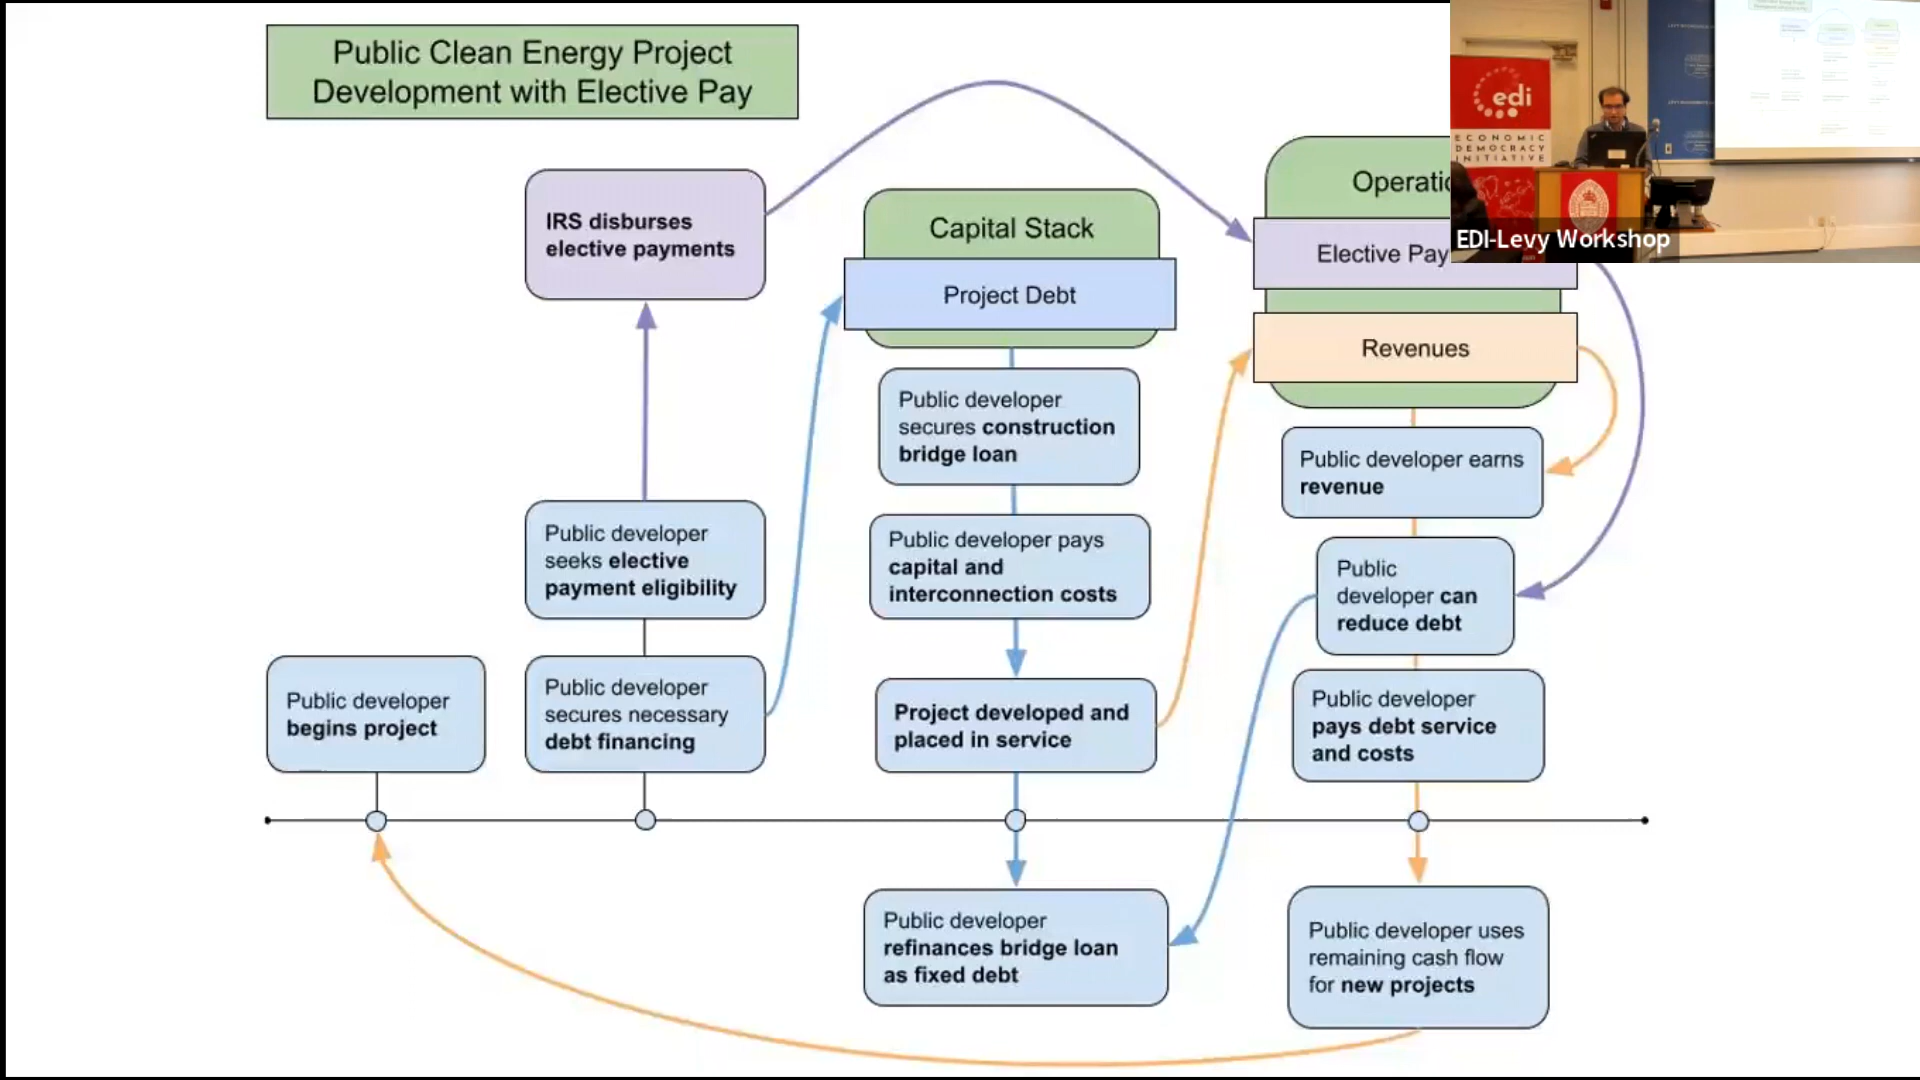 Public Clean Energy Project
Development with Elective Pay
IRS disburses
elective payments
Public developer
seeks elective
payment eligibility
Public developer
begins project
Public developer
secures necessary
debt financing
Capital Stack
Project Debt
Public developer
secures construction
bridge loan
Public developer pays
capital and
interconnection costs
Project developed and
placed in service
Public developer
refinances bridge loan
as fixed debt
Operatio
Elective Pay
Revenues
Public developer earns
revenue
Public
developer can
reduce debt
Public developer
pays debt service
and costs
Public developer uses
remaining cash flow
for new projects
edi
ECONOMIC
DEMOCRACY
INITIATIVE
EDI-Levy Workshop